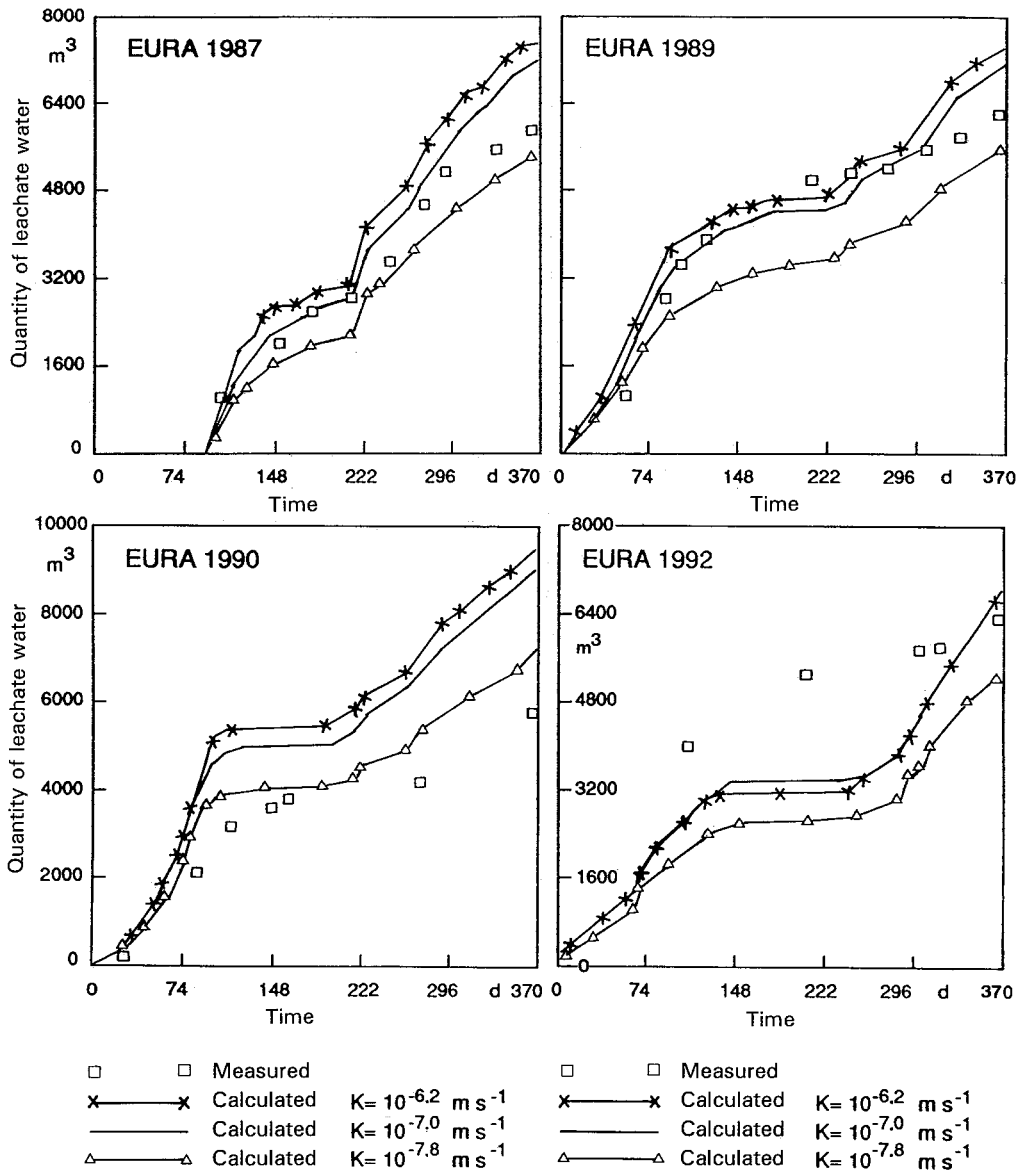 EURA 1987
m³
8000
6400
4800
3200
1600
0
Quantity of leachate water
0 74 148 222 296 d 370
Time
EURA 1989
0 74 148 222 296 d 370
Time
EURA 1990
m³
10000
8000
6000
4000
2000
0
Quantity of leachate water
0 74 148 222 296 d 370
Time
EURA 1992
8000
6400
m³
4800
3200
1600
0
0 74 148 222 296 d 370
Time
Measured
Calculated K= 10⁻⁶·² m s⁻¹
Calculated K= 10⁻⁷·⁰ m s⁻¹
Calculated K= 10⁻⁷·⁸ m s⁻¹
Measured
Calculated K= 10⁻⁶·² m s⁻¹
Calculated K= 10⁻⁷·⁰ m s⁻¹
Calculated K= 10⁻⁷·⁸ m s⁻¹